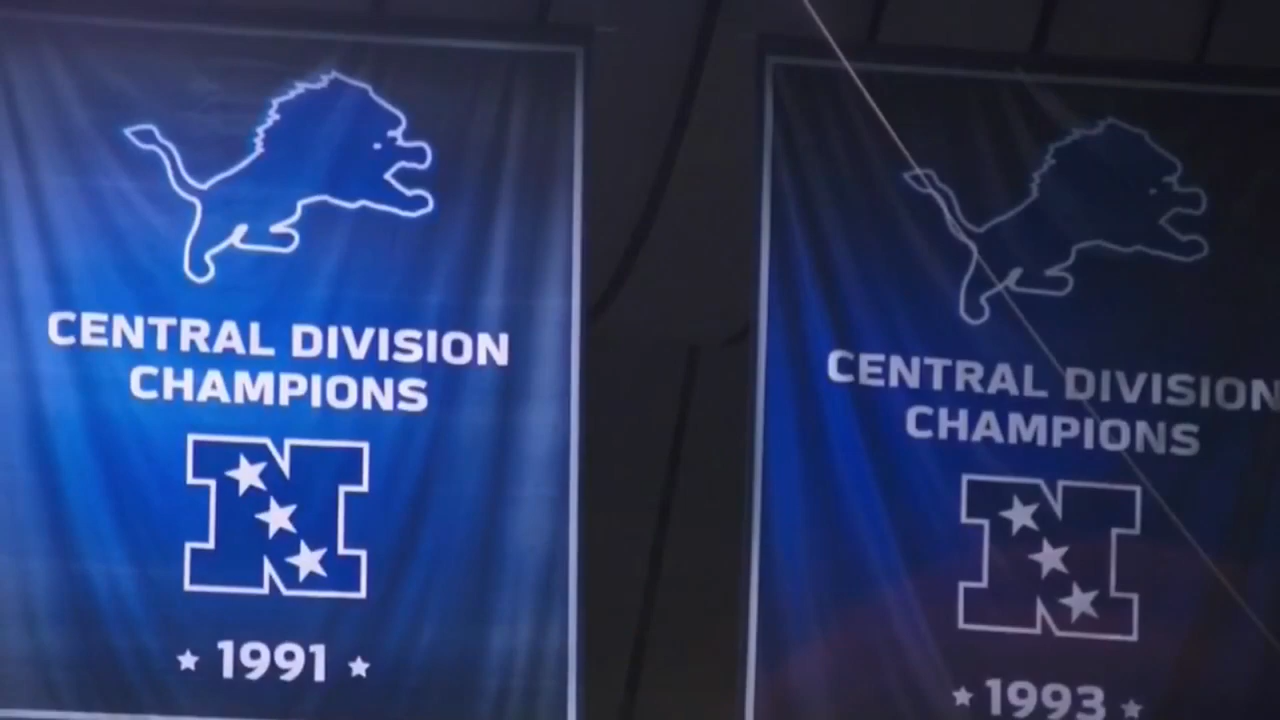 CENTRAL DIVISION
CHAMPIONS
N
1991
CENTRAL DIVISION
CHAMPIONS
N
1993